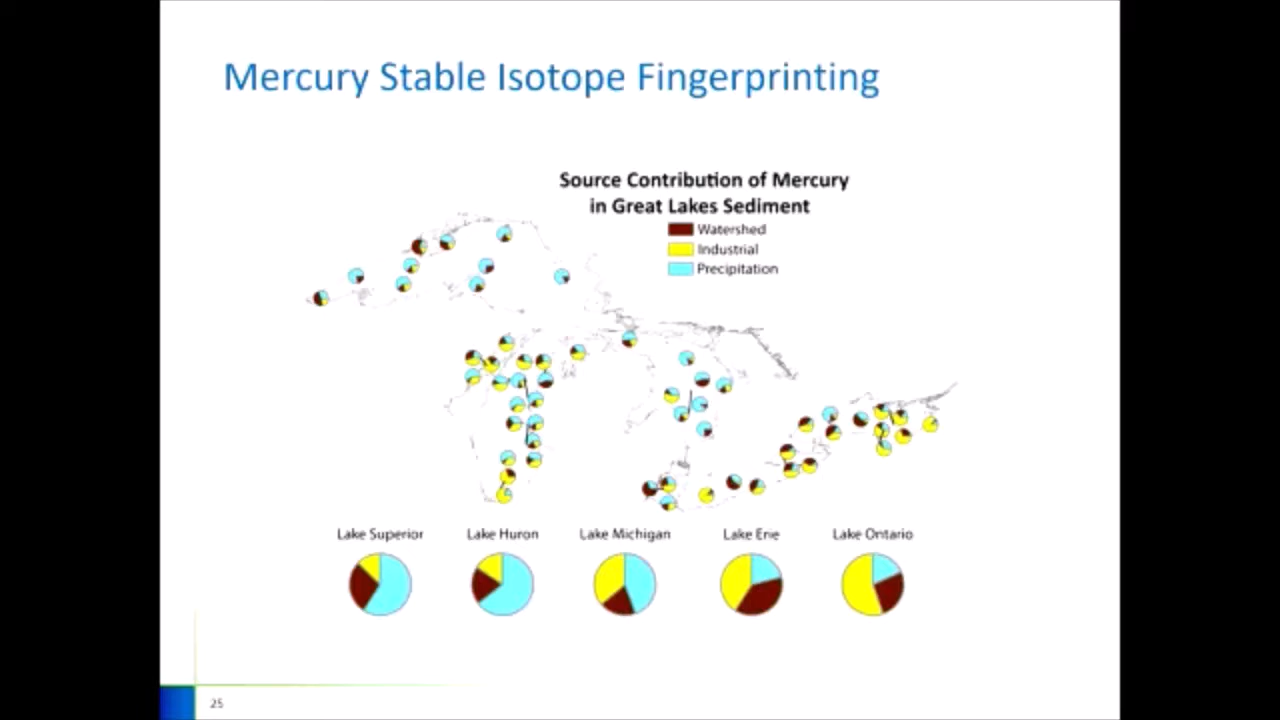 Mercury Stable Isotope Fingerprinting
Source Contribution of Mercury
in Great Lakes Sediment
Watershed
Industrial
Precipitation
Lake Superior
Lake Huron
Lake Michigan
Lake Erie
Lake Ontario
25